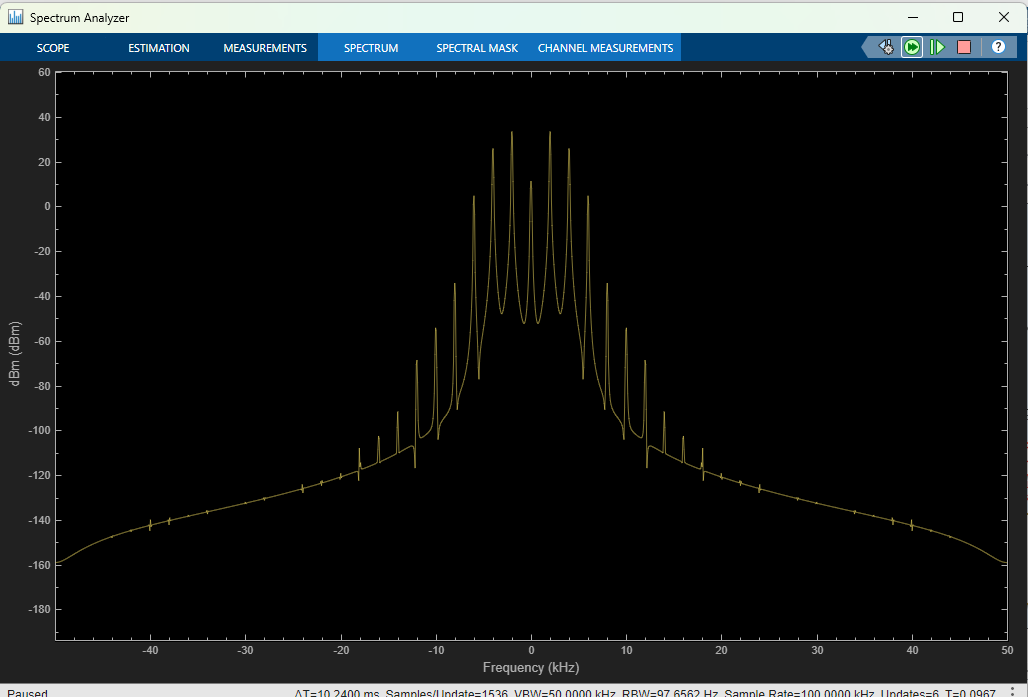 Spectrum Analyzer
SCOPE ESTIMATION MEASUREMENTS SPECTRUM SPECTRAL MASK CHANNEL MEASUREMENTS ?
60
40
20
0
-20
-40
-60
-80
-100
-120
-140
-160
-180
dBm (dBm)
-40 -30 -20 -10 0 10 20 30 40 50
Frequency (kHz)
Paused ΔT=10.2400 ms Samples/Update=1536 VBW=50.0000 kHz RBW=97.6562 Hz Sample Rate=100.0000 kHz Updates=6 T=0.0967